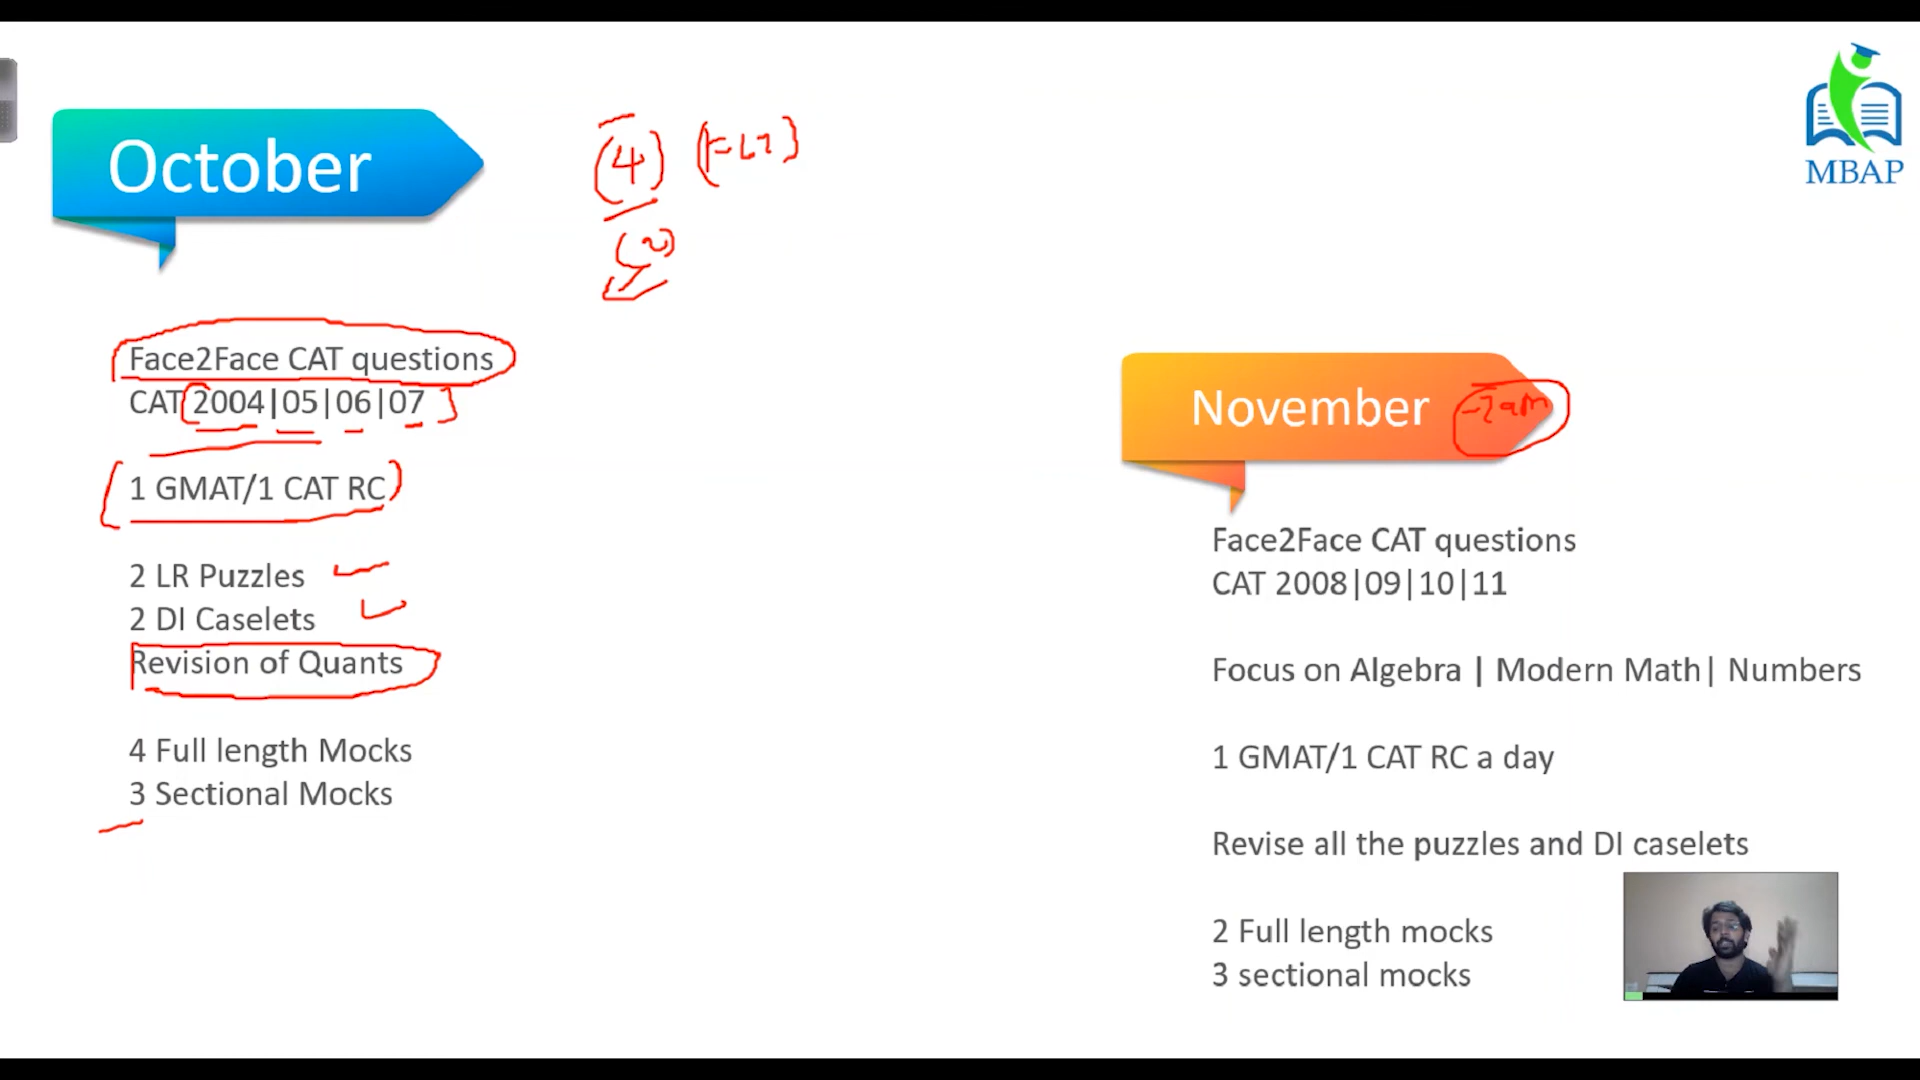 October
(4) (FLT)
(2)
MBAP
Face2Face CAT questions
CAT 2004|05|06|07
1 GMAT/1 CAT RC
2 LR Puzzles
2 DI Caselets
Revision of Quants
4 Full length Mocks
3 Sectional Mocks
November
Face2Face CAT questions
CAT 2008|09|10|11
Focus on Algebra | Modern Math| Numbers
1 GMAT/1 CAT RC a day
Revise all the puzzles and DI caselets
2 Full length mocks
3 sectional mocks